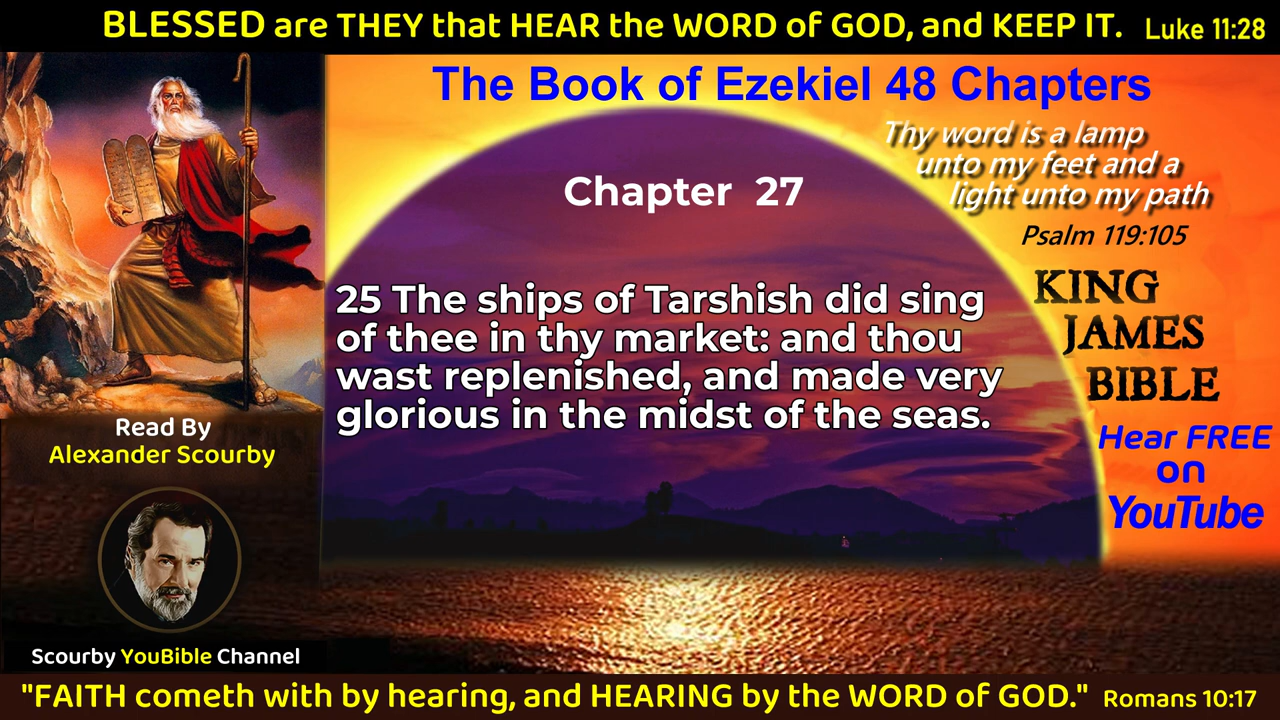 BLESSED are THEY that HEAR the WORD of GOD, and KEEP IT. Luke 11:28
The Book of Ezekiel 48 Chapters
Thy word is a lamp
unto my feet and a
light unto my path
Psalm 119:105
Chapter 27
25 The ships of Tarshish did sing
of thee in thy market: and thou
wast replenished, and made very
glorious in the midst of the seas.
KING
JAMES
BIBLE
Hear FREE
on
YouTube
Read By
Alexander Scourby
Scourby YouBible Channel
"FAITH cometh with by hearing, and HEARING by the WORD of GOD." Romans 10:17